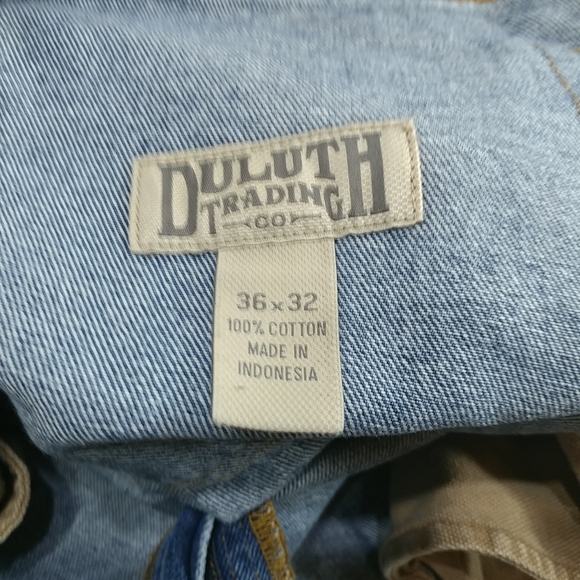 DULUTH
TRADING
CO
36x32
100% COTTON
MADE IN
INDONESIA